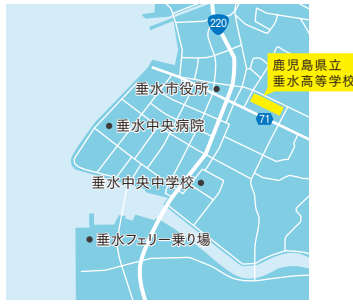 220
鹿児島県立
垂水高等学校
垂水市役所
71
垂水中央病院
垂水中央中学校
垂水フェリー乗り場